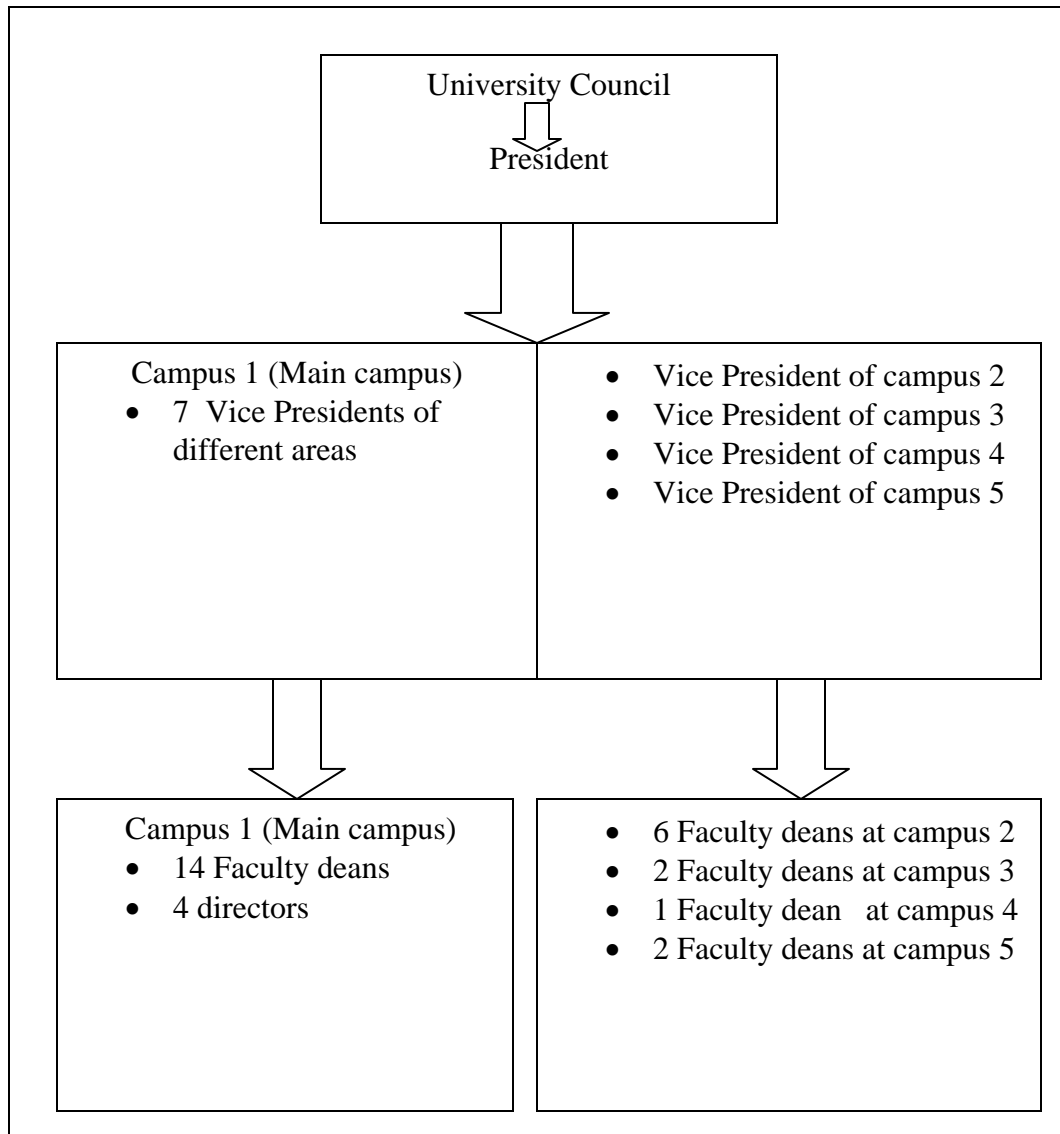 University Council
President
Campus 1 (Main campus)
• 7 Vice Presidents of
different areas
• Vice President of campus 2
• Vice President of campus 3
• Vice President of campus 4
• Vice President of campus 5
Campus 1 (Main campus)
• 14 Faculty deans
• 4 directors
• 6 Faculty deans at campus 2
• 2 Faculty deans at campus 3
• 1 Faculty dean at campus 4
• 2 Faculty deans at campus 5